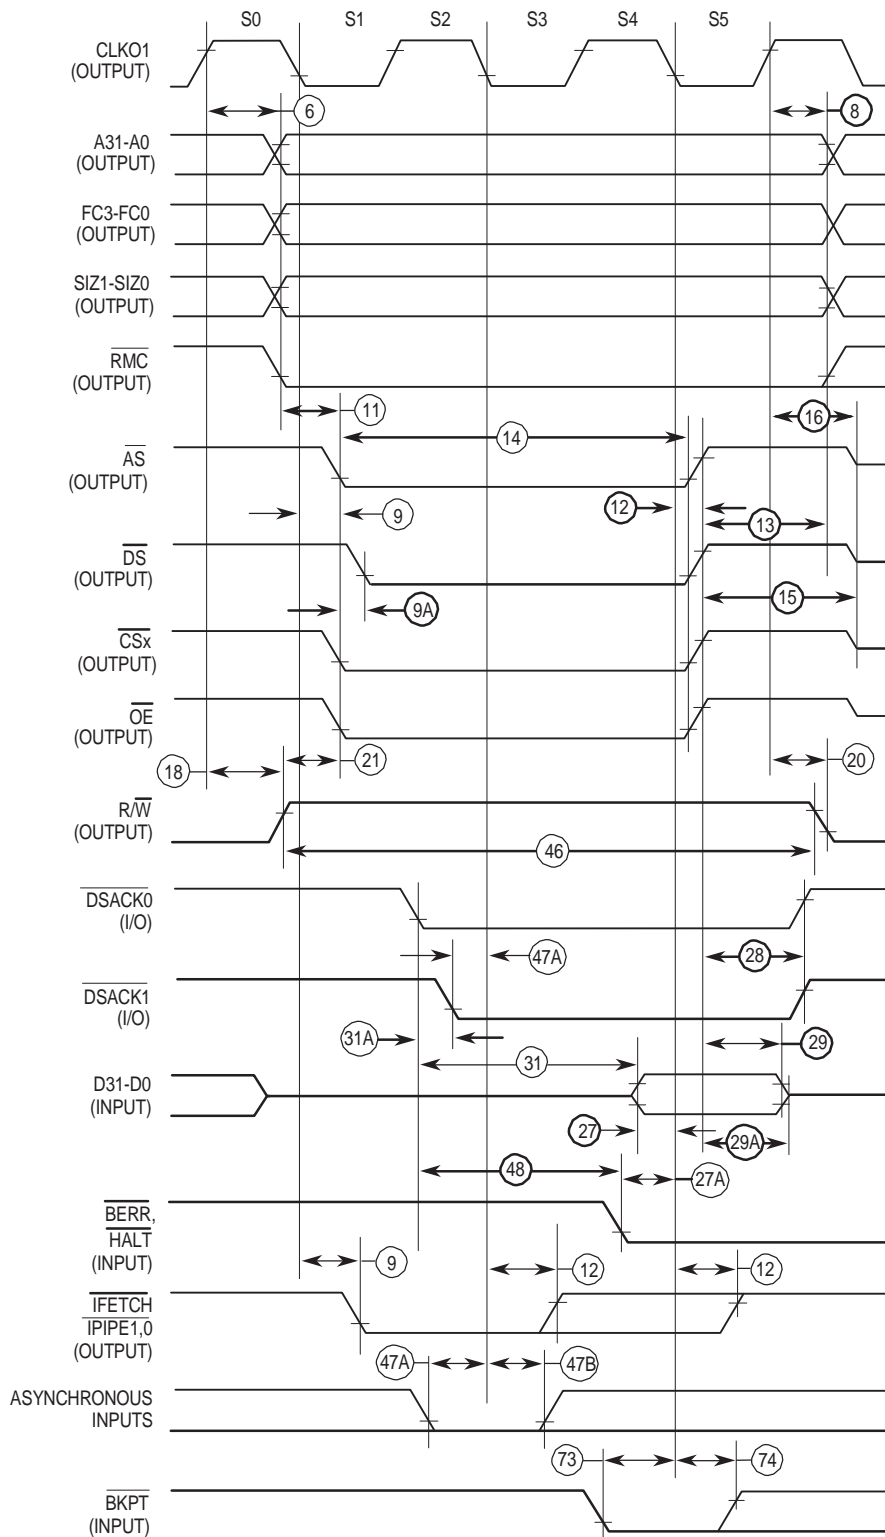 S0 S1 S2 S3 S4 S5
CLKO1
(OUTPUT)
6 8
A31-A0
(OUTPUT)
FC3-FC0
(OUTPUT)
SIZ1-SIZ0
(OUTPUT)
RMC
(OUTPUT)
11 16
14
AS
(OUTPUT)
9 12
13
DS
(OUTPUT)
9A 15
CSx
(OUTPUT)
OE
(OUTPUT)
18 21 20
R/W
(OUTPUT)
46
DSACK0
(I/O)
47A 28
DSACK1
(I/O)
31A 29
31
D31-D0
(INPUT)
27 29A
48 27A
BERR,
HALT
(INPUT)
9 12 12
IFETCH
IPIPE1,0
(OUTPUT)
47A 47B
ASYNCHRONOUS
INPUTS
73 74
BKPT
(INPUT)